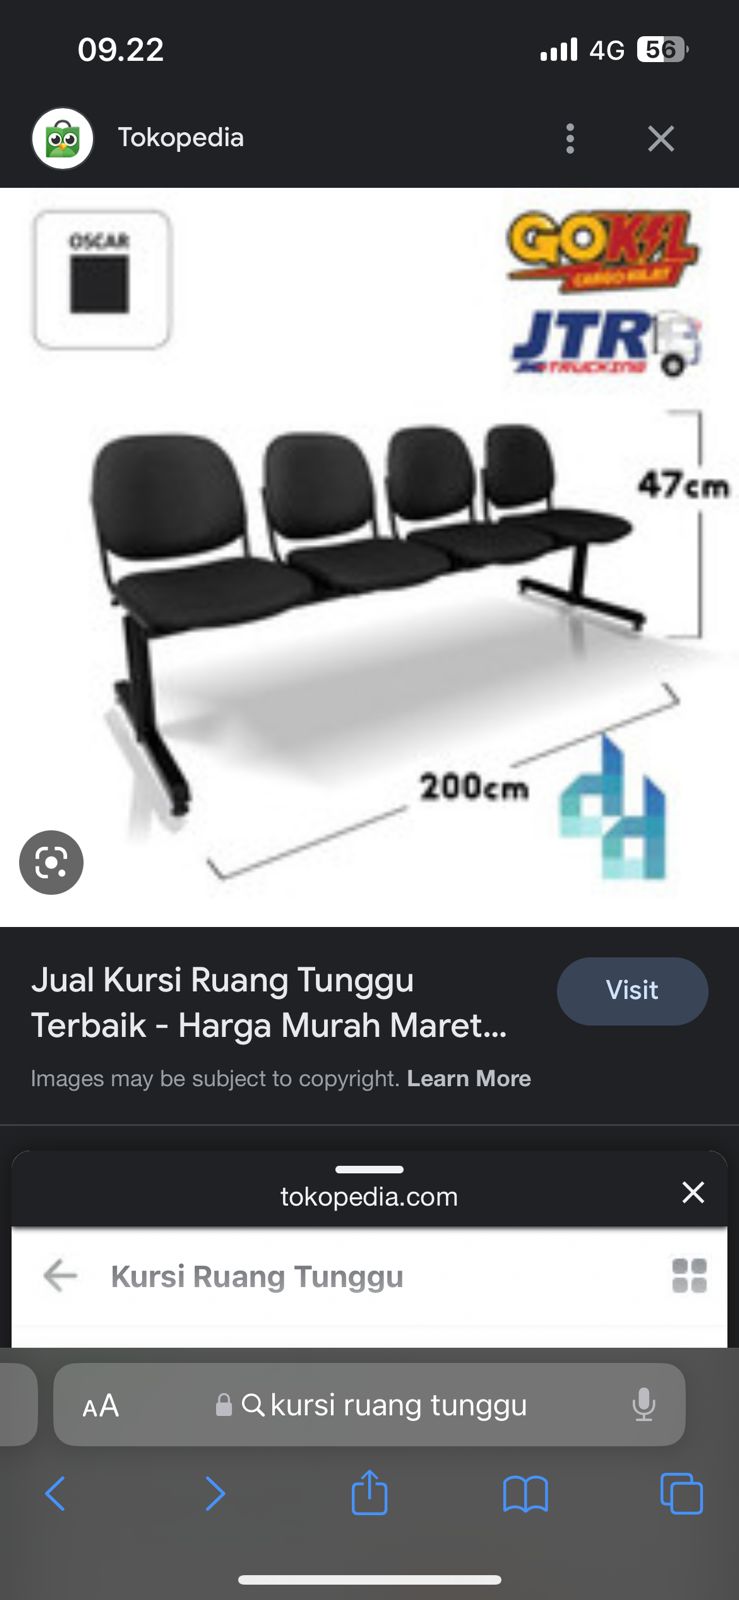 09.22
4G 56
Tokopedia
OSCAR
GOKIL
CARGO HALAT
JTR
TRUCKING
47cm
200cm
Jual Kursi Ruang Tunggu
Terbaik - Harga Murah Maret...
Visit
Images may be subject to copyright. Learn More
tokopedia.com
Kursi Ruang Tunggu
AA
kursi ruang tunggu